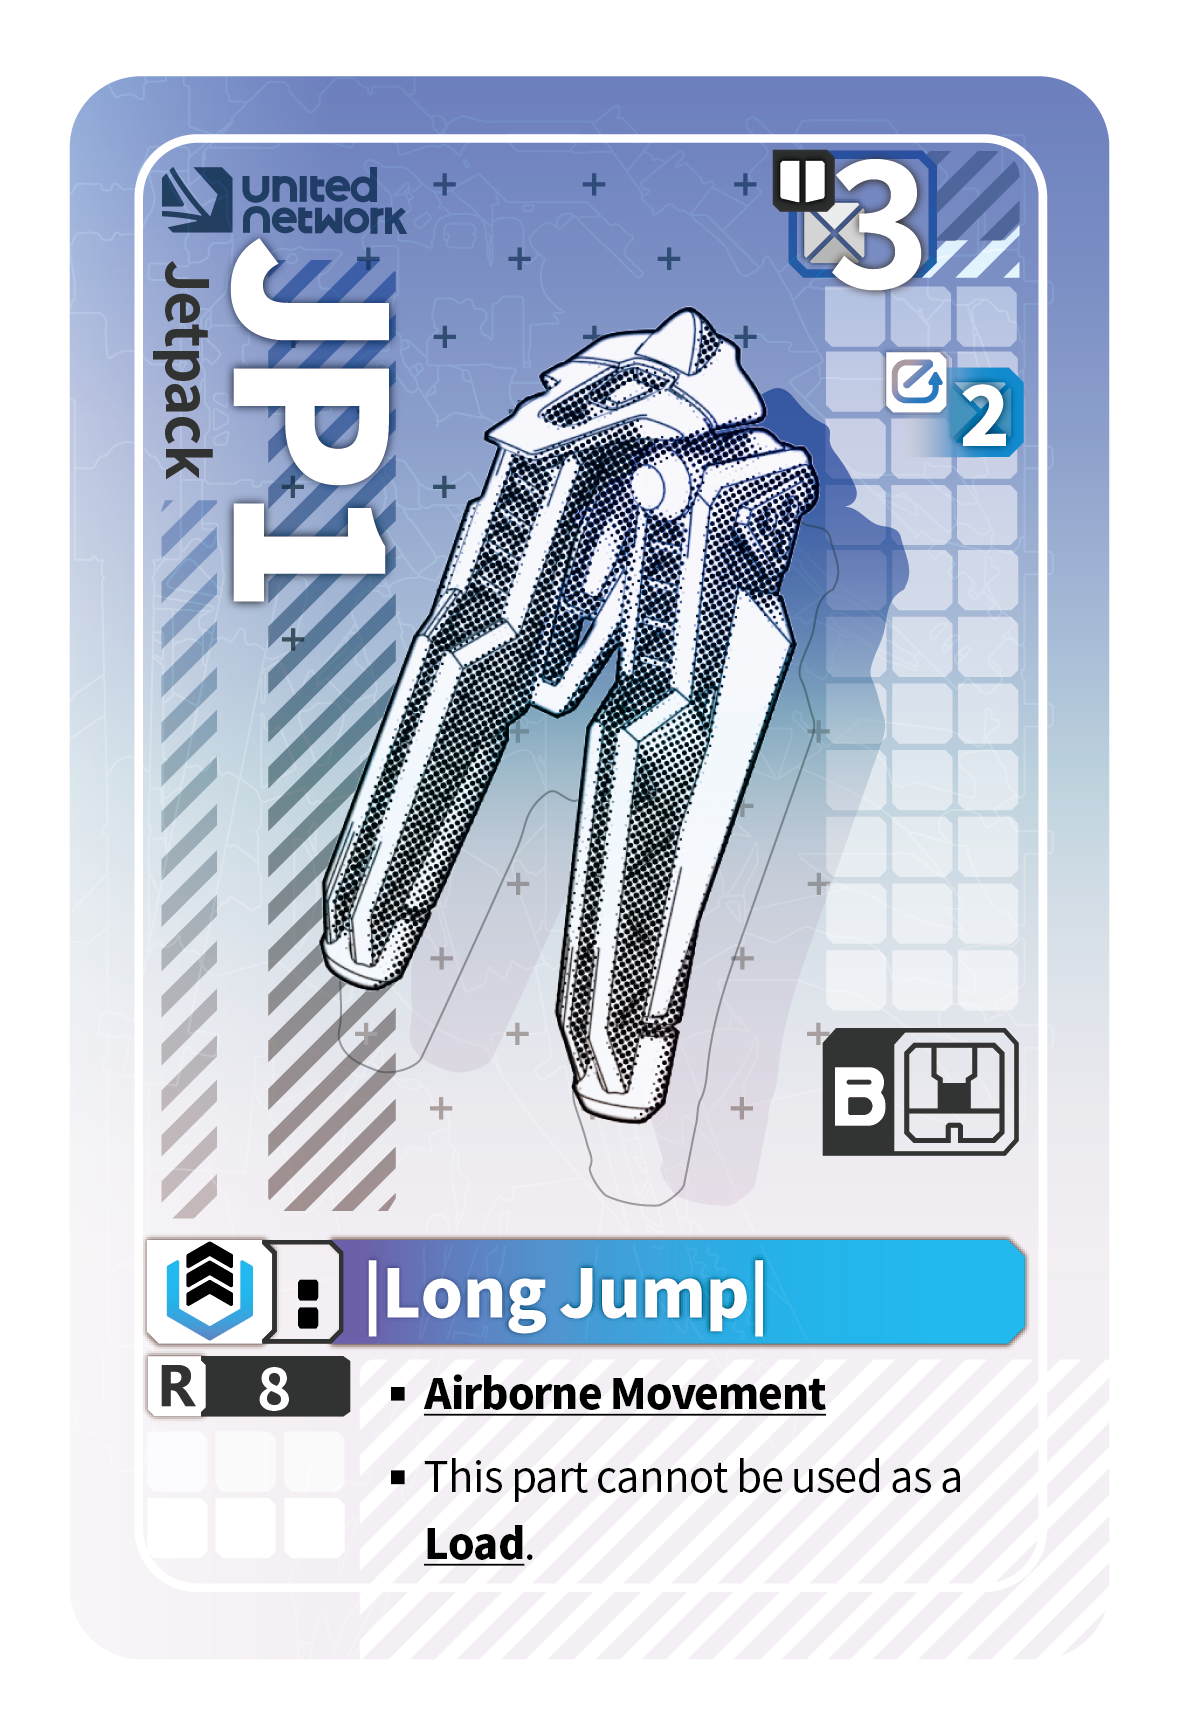 UNITED
NETWORK
3
Jetpack
JP1
2
B
|Long Jump|
R 8
▪ Airborne Movement
▪ This part cannot be used as a
Load.